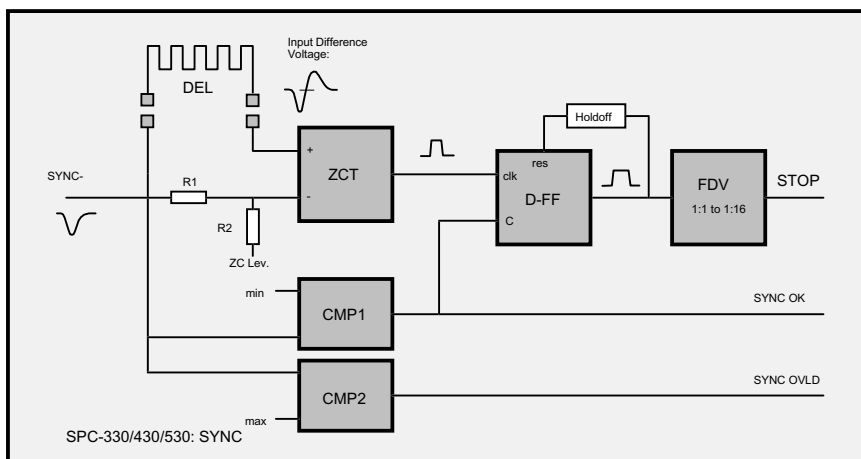 Input Difference
Voltage:
DEL
Holdoff
+
ZCT
-
res
clk
D-FF
C
FDV
1:1 to 1:16
STOP
SYNC-
R1
R2
ZC Lev.
min
CMP1
SYNC OK
CMP2
SYNC OVLD
max
SPC-330/430/530: SYNC